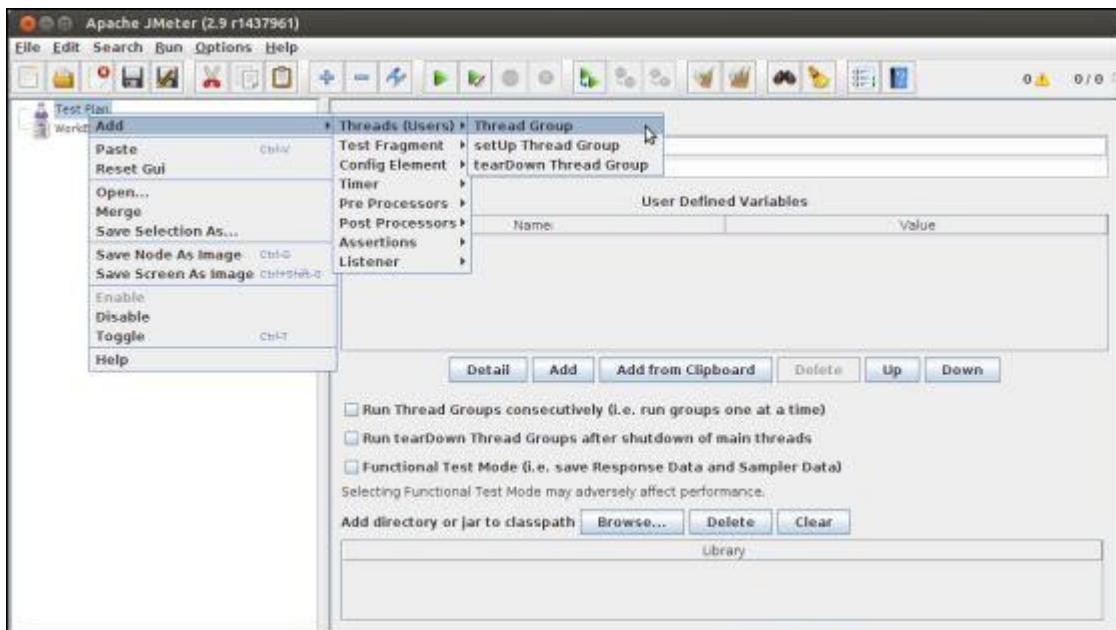 Apache JMeter (2.9 r1437961)
File Edit Search Run Options Help
0 0 / 0
Test Plan
Add
Paste Ctrl-V
Reset Gui
Open...
Merge
Save Selection As...
Save Node As Image Ctrl-G
Save Screen As Image Ctrl+Shift-G
Enable
Disable
Toggle Ctrl-T
Help
Threads (Users)
Test Fragment
Config Element
Timer
Pre Processors
Post Processors
Assertions
Listener
Thread Group
setUp Thread Group
tearDown Thread Group
User Defined Variables
Name: Value
Detail Add Add from Clipboard Delete Up Down
Run Thread Groups consecutively (i.e. run groups one at a time)
Run tearDown Thread Groups after shutdown of main threads
Functional Test Mode (i.e. save Response Data and Sampler Data)
Selecting Functional Test Mode may adversely affect performance.
Add directory or jar to classpath Browse... Delete Clear
Library